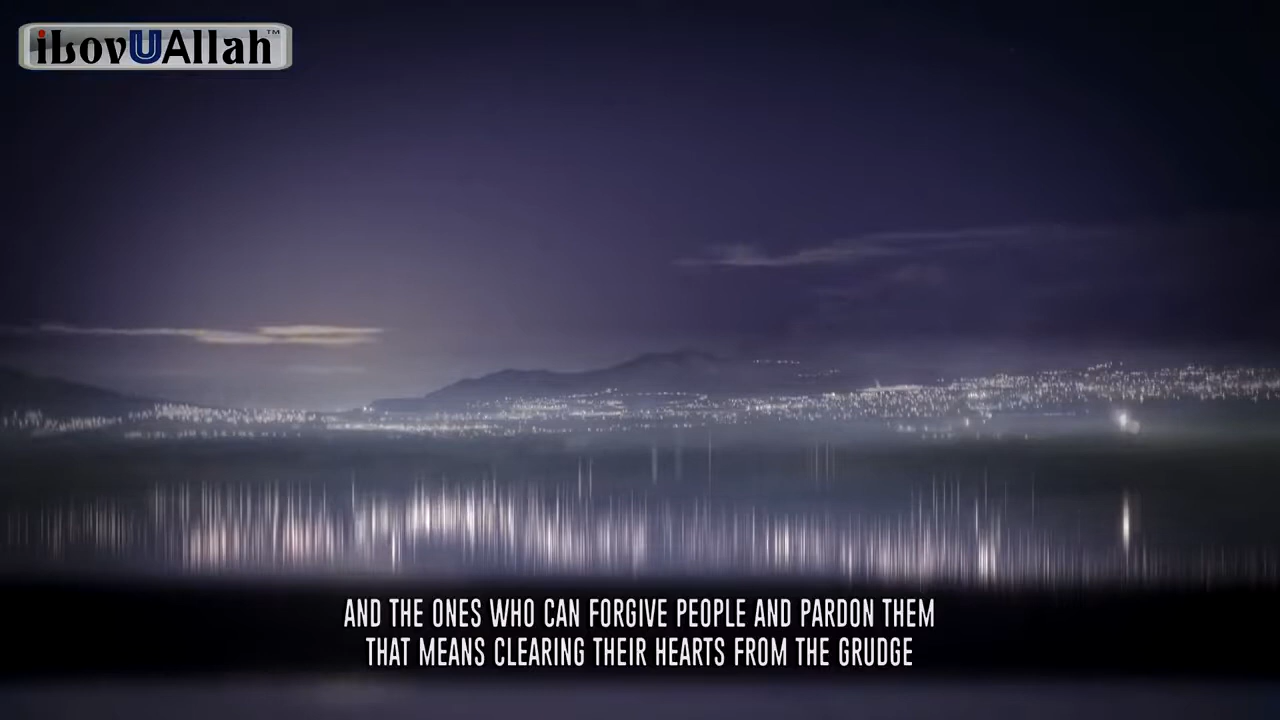 iLovUAllah™
AND THE ONES WHO CAN FORGIVE PEOPLE AND PARDON THEM
THAT MEANS CLEARING THEIR HEARTS FROM THE GRUDGE